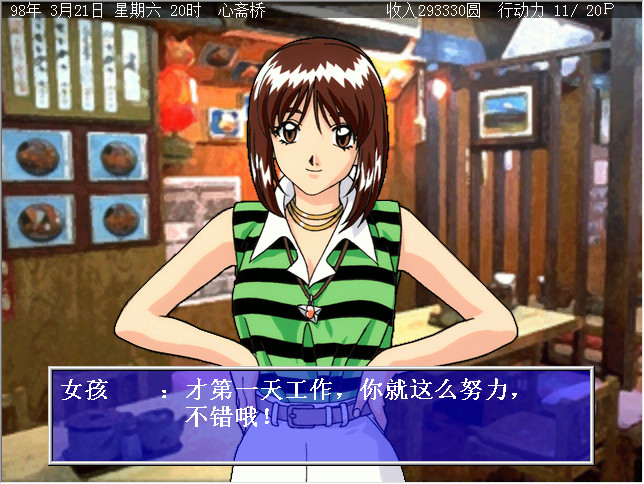 98年 3月21日 星期六 20时 心斋桥 收入293330圆 行动力 11/ 20P
女孩 ：才第一天工作，你就这么努力，
不错哦！